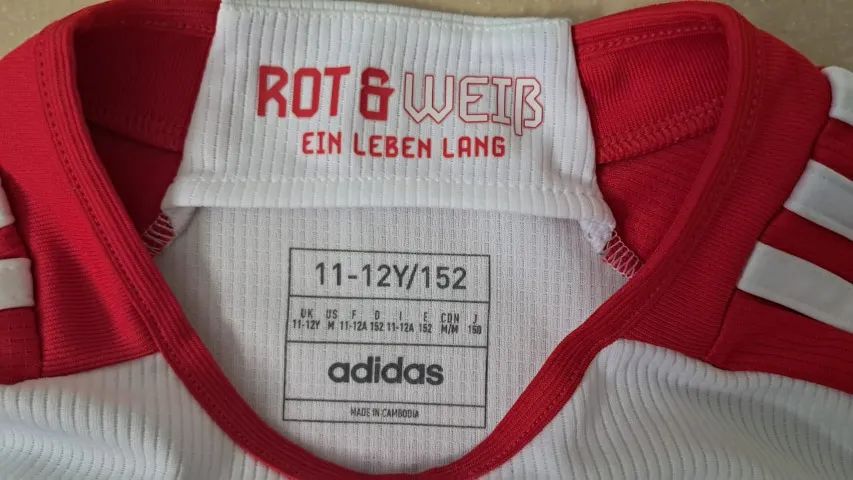 ROT & WEIß
EIN LEBEN LANG
11-12Y/152
UK US F D I E CDN J
11-12Y M 11-12A 152 11-12A 152 M/M 150
adidas
MADE IN CAMBODIA